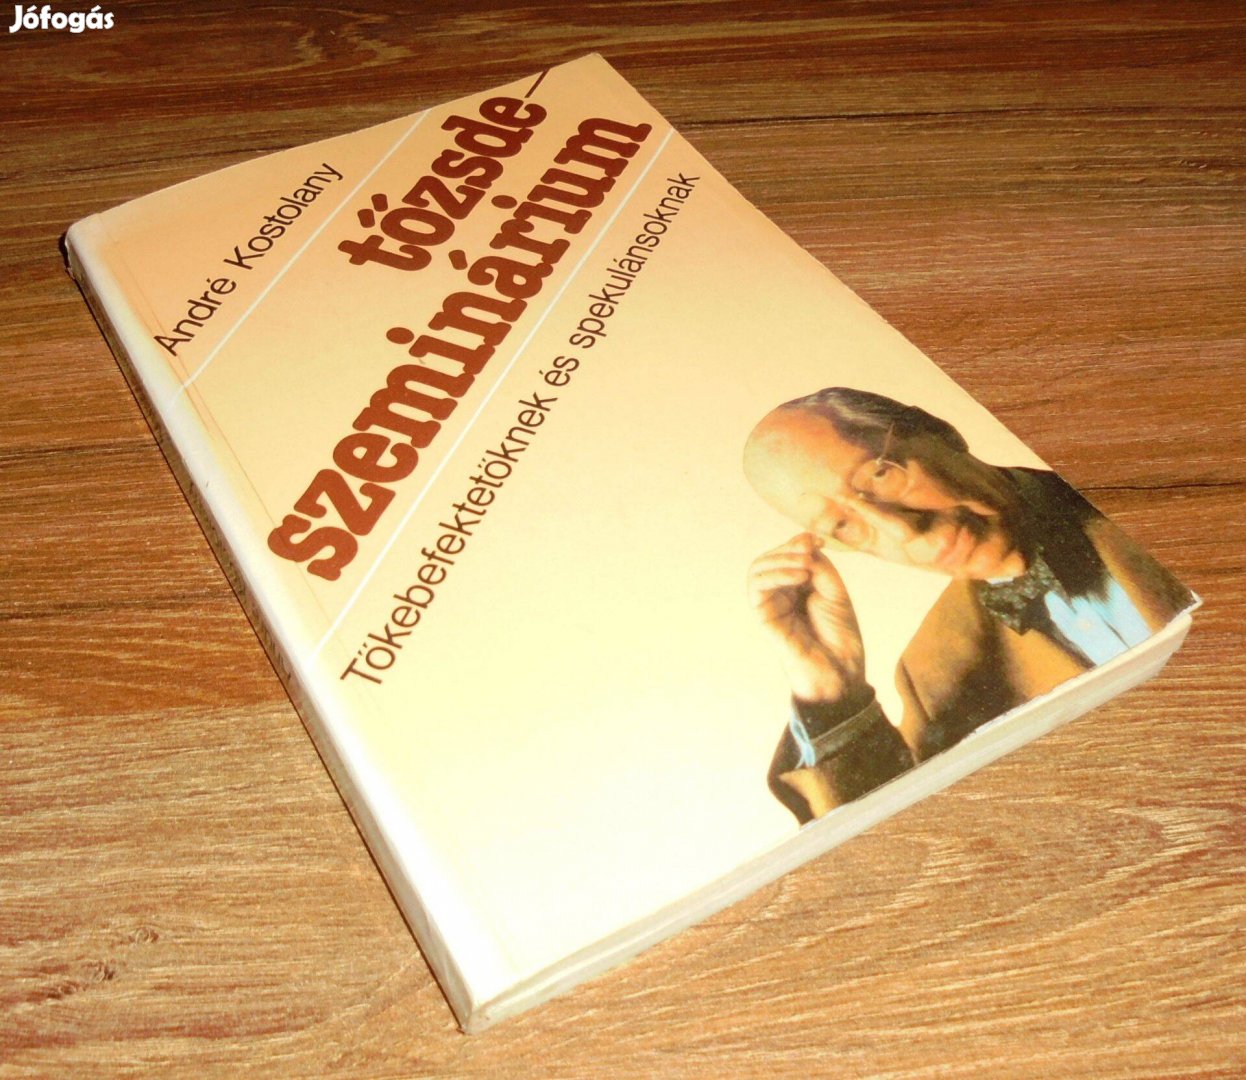 Jófogás
André Kostolany
tőzsde–
szeminárium
Tőkebefektetőknek és spekulánsoknak